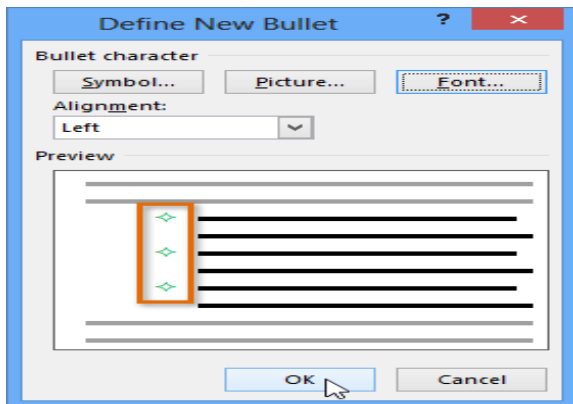 Define New Bullet ? ×
Bullet character
Symbol... Picture... Font...
Alignment:
Left
Preview
OK Cancel